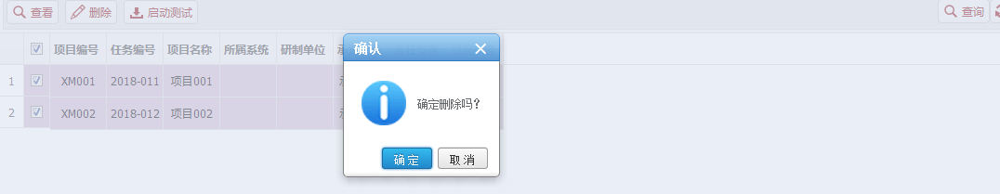 查看 删除 启动测试 查询
项目编号 任务编号 项目名称 所属系统 研制单位
确认
1 XM001 2018-011 项目001
2 XM002 2018-012 项目002
确定删除吗?
确定 取消